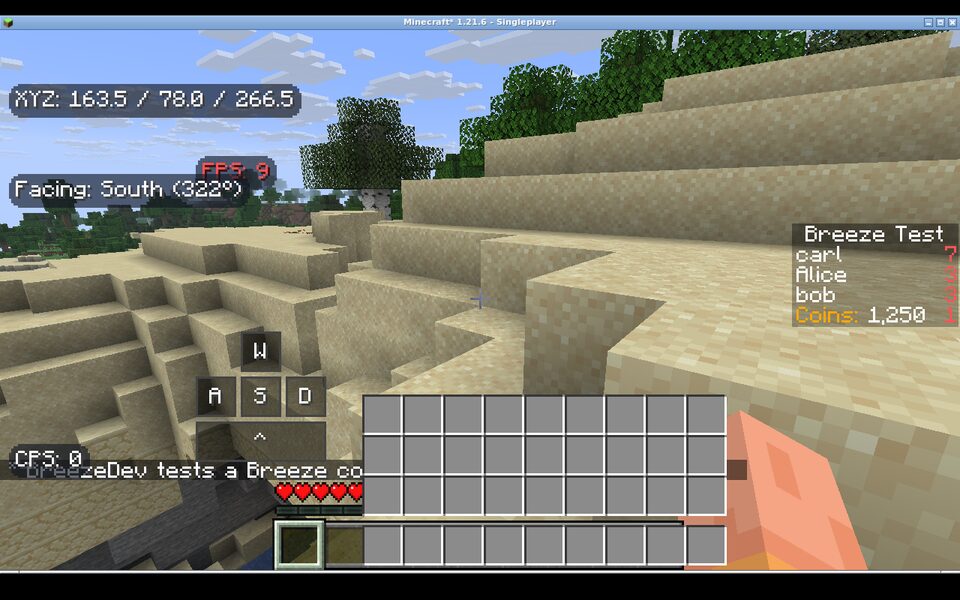 Minecraft* 1.21.6 - Singleplayer
XYZ: 163.5 / 78.0 / 266.5
FPS: 9
Facing: South (322°)
Breeze Test
carl 7
Alice
bob
Coins: 1,250
W
A S D
^
CPS: 0
BreezeDev tests a Breeze co